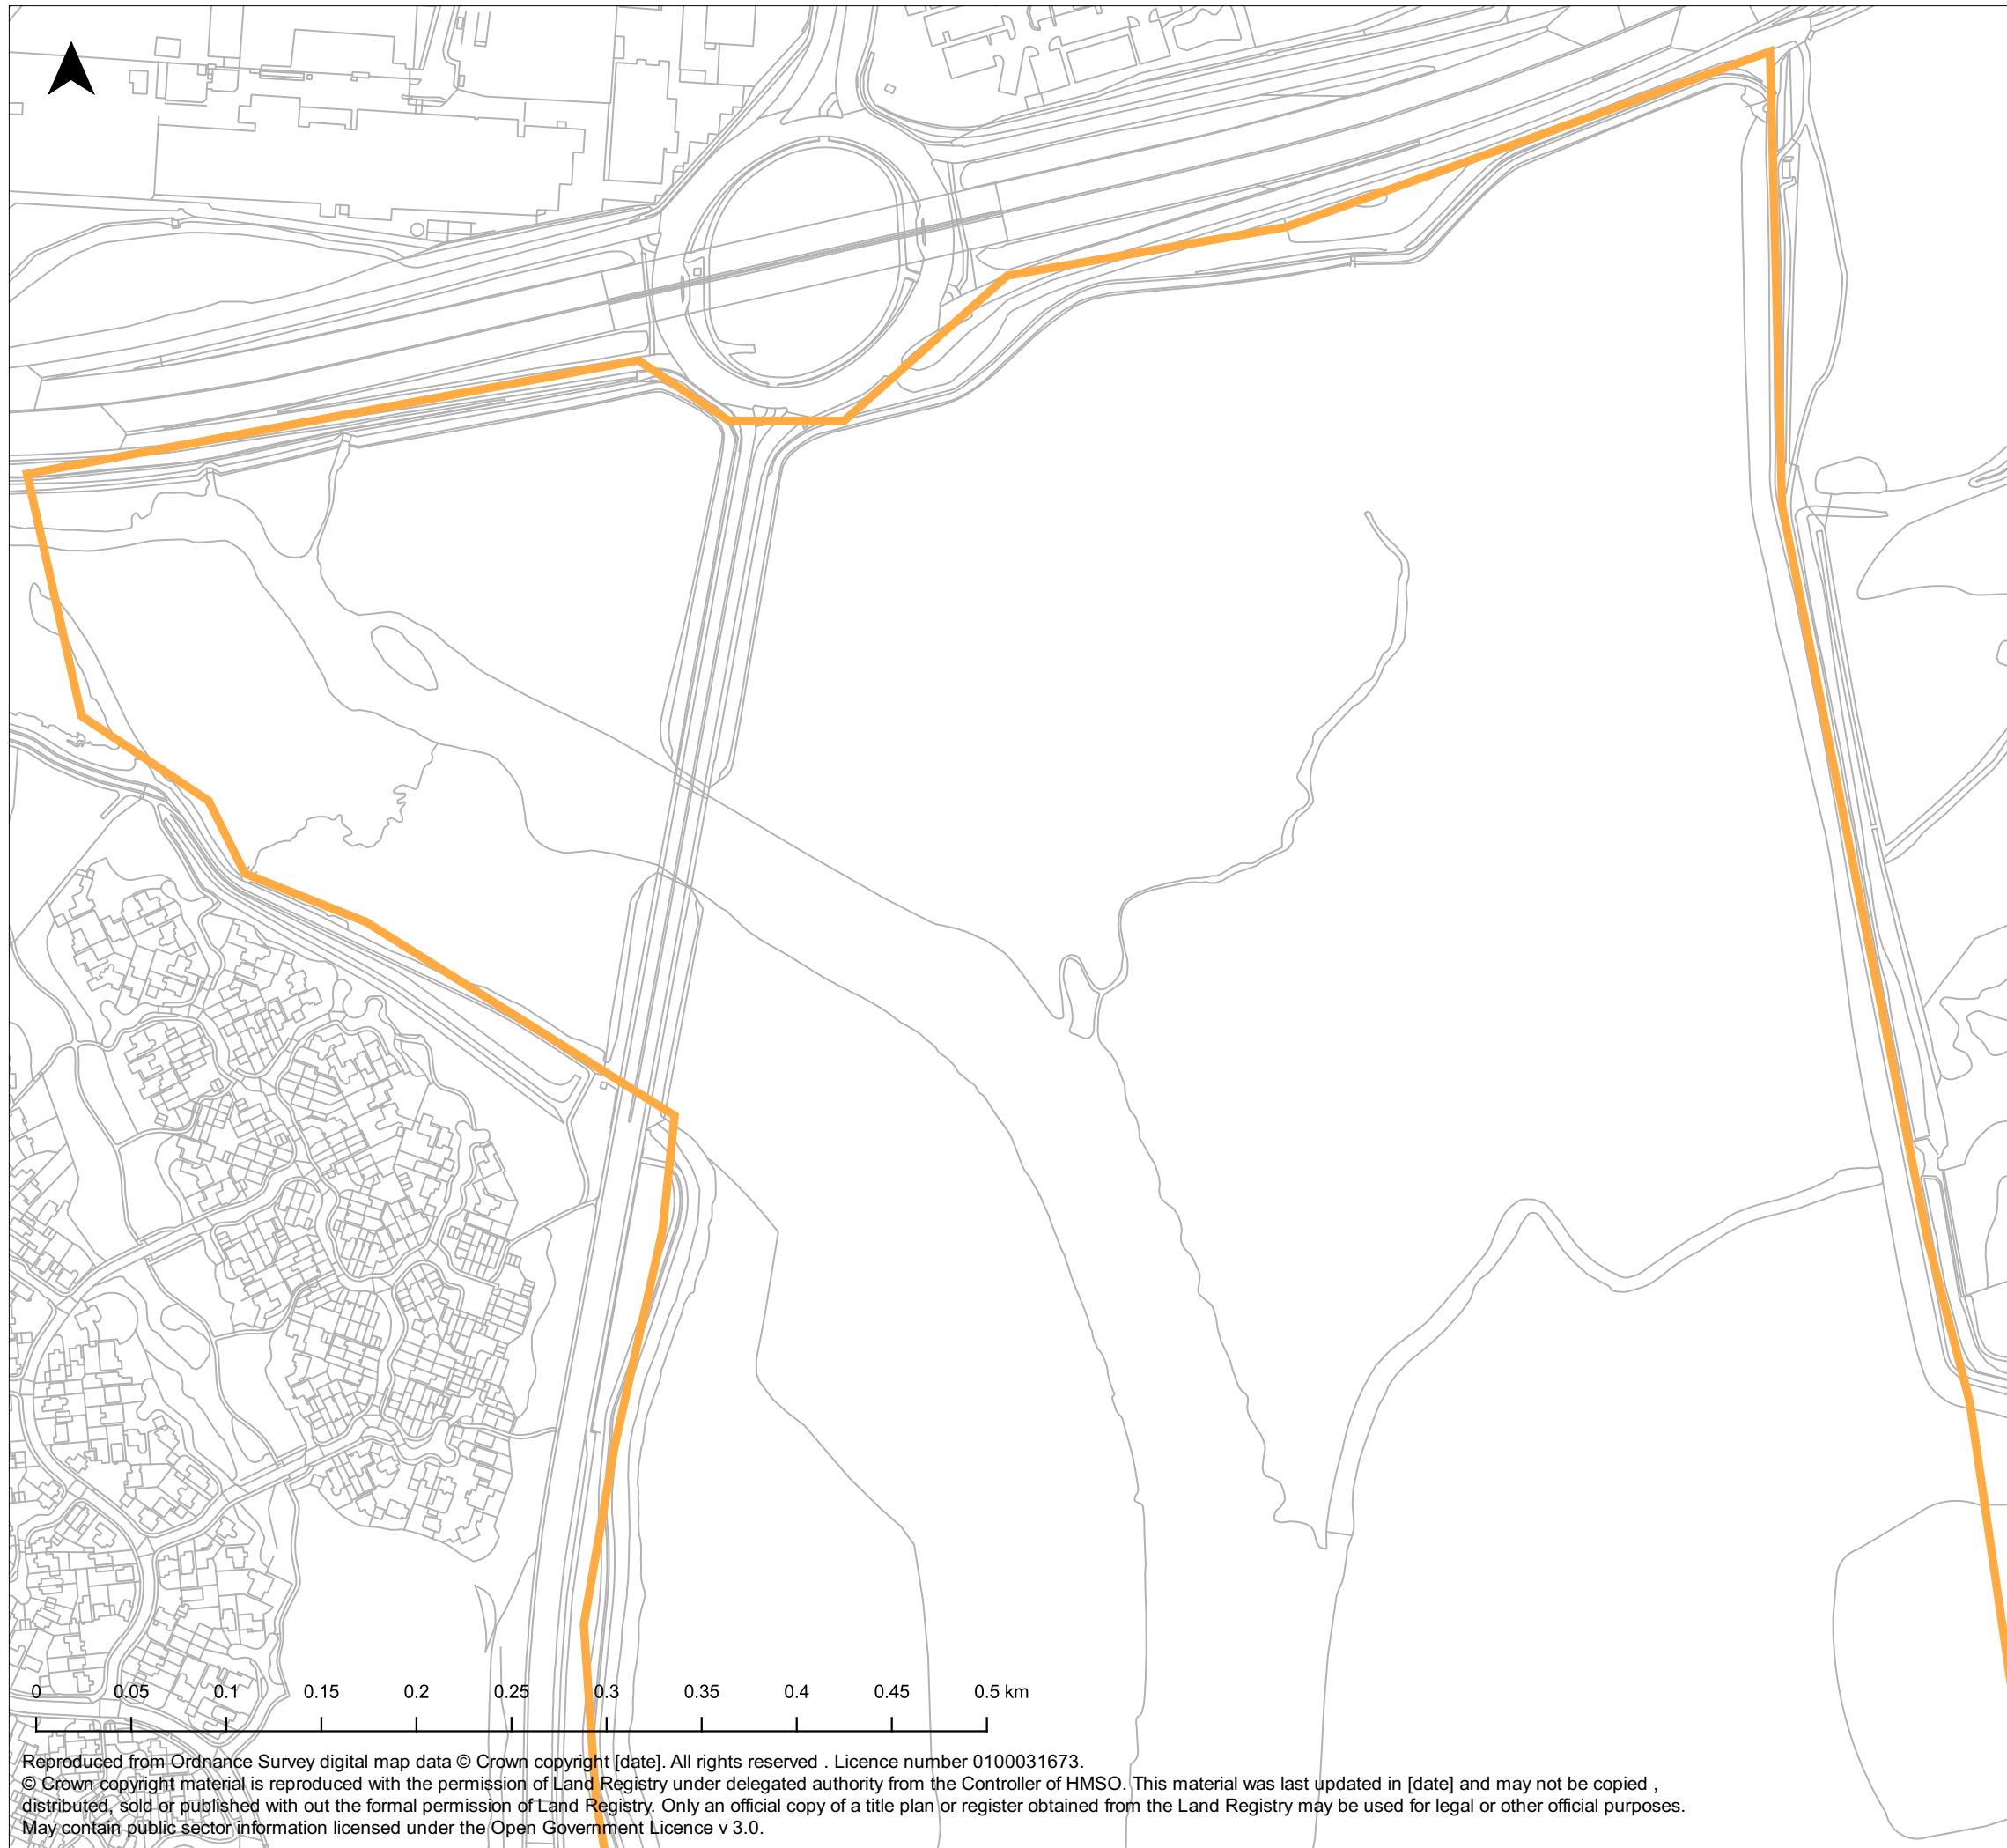 0 0.05 0.1 0.15 0.2 0.25 0.3 0.35 0.4 0.45 0.5 km
Reproduced from Ordnance Survey digital map data © Crown copyright [date]. All rights reserved . Licence number 0100031673.
© Crown copyright material is reproduced with the permission of Land Registry under delegated authority from the Controller of HMSO. This material was last updated in [date] and may not be copied ,
distributed, sold or published with out the formal permission of Land Registry. Only an official copy of a title plan or register obtained from the Land Registry may be used for legal or other official purposes.
May contain public sector information licensed under the Open Government Licence v 3.0.